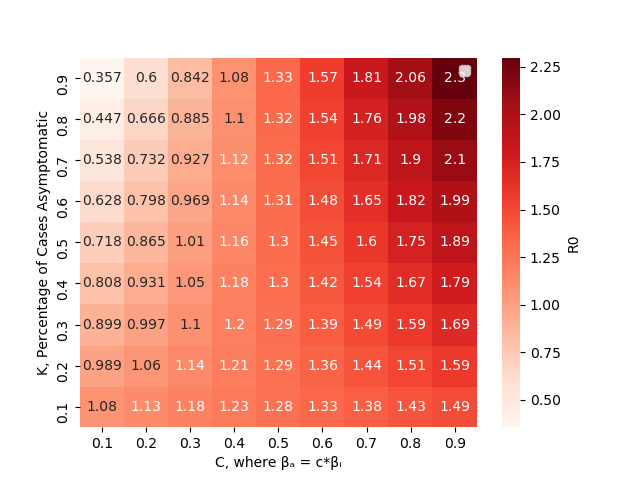 0.9 0.357 0.6 0.842 1.08 1.33 1.57 1.81 2.06 2.3
0.8 0.447 0.666 0.885 1.1 1.32 1.54 1.76 1.98 2.2
0.7 0.538 0.732 0.927 1.12 1.32 1.51 1.71 1.9 2.1
0.6 0.628 0.798 0.969 1.14 1.31 1.48 1.65 1.82 1.99
0.5 0.718 0.865 1.01 1.16 1.3 1.45 1.6 1.75 1.89
0.4 0.808 0.931 1.05 1.18 1.3 1.42 1.54 1.67 1.79
0.3 0.899 0.997 1.1 1.2 1.29 1.39 1.49 1.59 1.69
0.2 0.989 1.06 1.14 1.21 1.29 1.36 1.44 1.51 1.59
0.1 1.08 1.13 1.18 1.23 1.28 1.33 1.38 1.43 1.49
0.1 0.2 0.3 0.4 0.5 0.6 0.7 0.8 0.9
C, where βₐ = c*βᵢ
K, Percentage of Cases Asymptomatic
2.25
2.00
1.75
1.50
1.25
1.00
0.75
0.50
R0